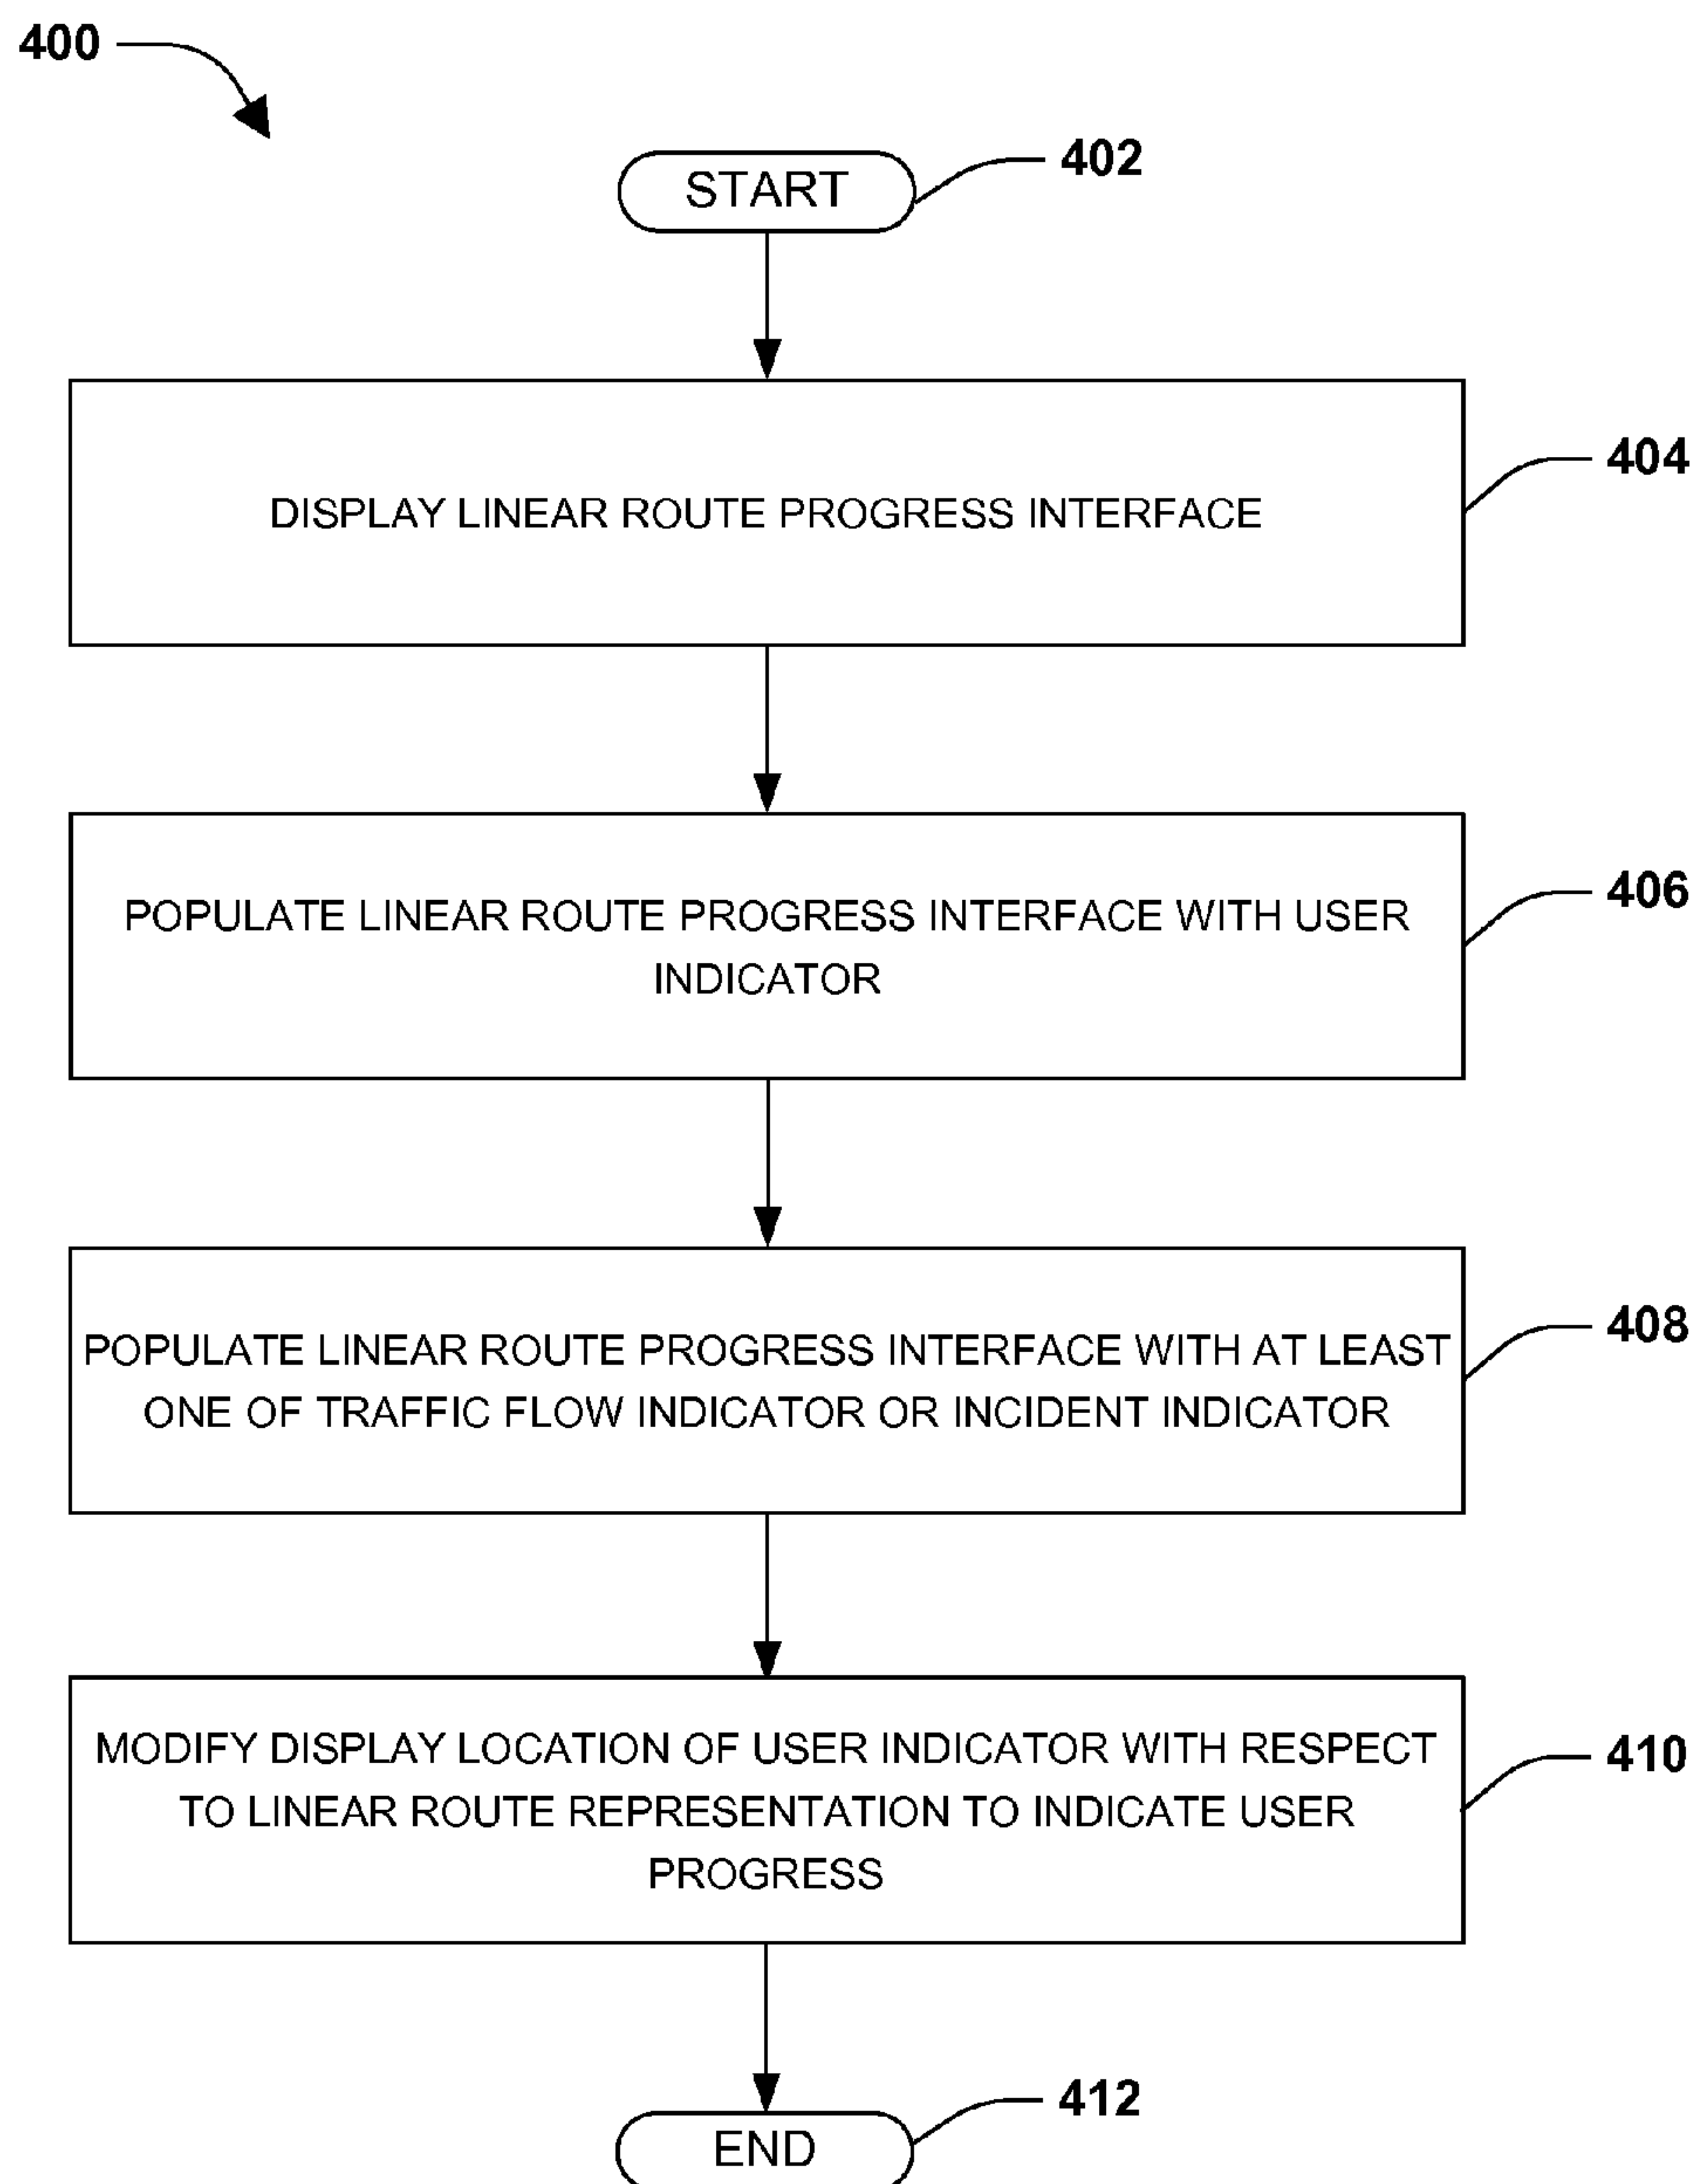 400
START
402
DISPLAY LINEAR ROUTE PROGRESS INTERFACE
404
POPULATE LINEAR ROUTE PROGRESS INTERFACE WITH USER
INDICATOR
406
POPULATE LINEAR ROUTE PROGRESS INTERFACE WITH AT LEAST
ONE OF TRAFFIC FLOW INDICATOR OR INCIDENT INDICATOR
408
MODIFY DISPLAY LOCATION OF USER INDICATOR WITH RESPECT
TO LINEAR ROUTE REPRESENTATION TO INDICATE USER
PROGRESS
410
END
412